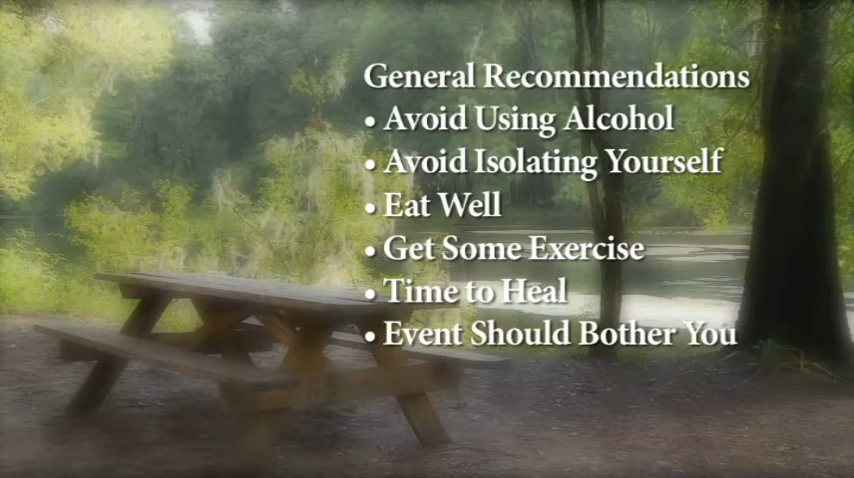 General Recommendations
• Avoid Using Alcohol
• Avoid Isolating Yourself
• Eat Well
• Get Some Exercise
• Time to Heal
• Event Should Bother You